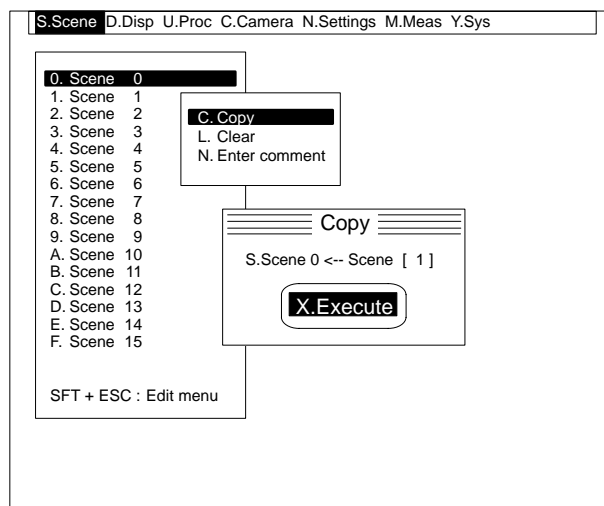 S.Scene D.Disp U.Proc C.Camera N.Settings M.Meas Y.Sys
0. Scene 0
1. Scene 1
2. Scene 2
3. Scene 3
4. Scene 4
5. Scene 5
6. Scene 6
7. Scene 7
8. Scene 8
9. Scene 9
A. Scene 10
B. Scene 11
C. Scene 12
D. Scene 13
E. Scene 14
F. Scene 15
SFT + ESC : Edit menu
C. Copy
L. Clear
N. Enter comment
Copy
S.Scene 0 <-- Scene [ 1 ]
X.Execute